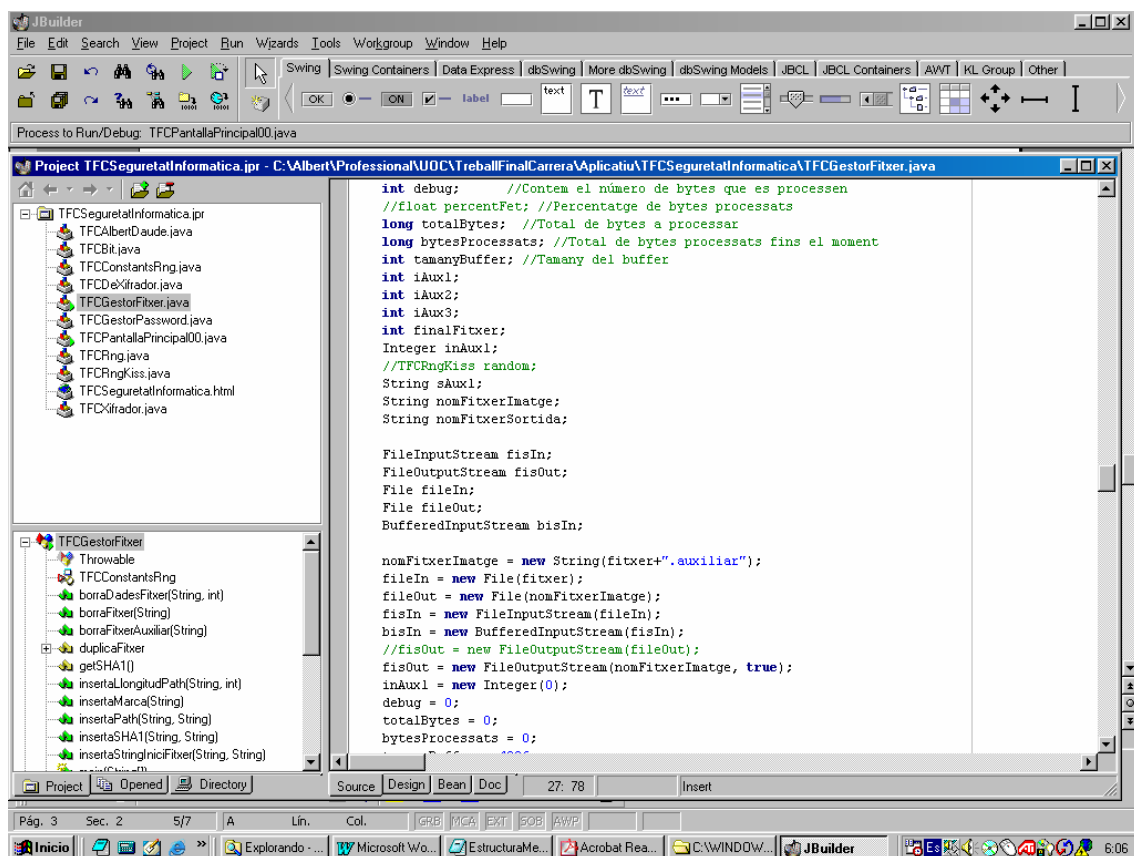 JBuilder
File Edit Search View Project Run Wizards Tools Workgroup Window Help
Swing Swing Containers Data Express dbSwing More dbSwing dbSwing Models JBCL JBCL Containers AWT KL Group Other
OK ON label text T text
Process to Run/Debug: TFCPantallaPrincipal00.java
Project TFCSeguretatInformatica.jpr - C:\Albert\Professional\UOC\TreballFinalCarrera\Aplicatiu\TFCSeguretatInformatica\TFCGestorFitxer.java
TFCSeguretatInformatica.jpr
TFCAlbertDaude.java
TFCBit.java
TFCConstantsRng.java
TFCDeXifrador.java
TFCGestorFitxer.java
TFCGestorPassword.java
TFCPantallaPrincipal00.java
TFCRng.java
TFCRngKiss.java
TFCSeguretatInformatica.html
TFCXifrador.java
TFCGestorFitxer
Throwable
TFCConstantsRng
borraDadesFitxer(String, int)
borraFitxer(String)
borraFitxerAuxiliar(String)
duplicaFitxer
getSHA1()
insertaLlongitudPath(String, int)
insertaMarca(String)
insertaPath(String, String)
insertaSHA1(String, String)
insertaStringIniciFitxer(String, String)
Project Opened Directory
int debug; //Contem el número de bytes que es processen
//float percentFet; //Percentatge de bytes processats
long totalBytes; //Total de bytes a processar
long bytesProcessats; //Total de bytes processats fins el moment
int tamanyBuffer; //Tamany del buffer
int iAux1;
int iAux2;
int iAux3;
int finalFitxer;
Integer inAux1;
//TFCRngKiss random;
String sAux1;
String nomFitxerImatge;
String nomFitxerSortida;
FileInputStream fisIn;
FileOutputStream fisOut;
File fileIn;
File fileOut;
BufferedInputStream bisIn;
nomFitxerImatge = new String(fitxer+".auxiliar");
fileIn = new File(fitxer);
fileOut = new File(nomFitxerImatge);
fisIn = new FileInputStream(fileIn);
bisIn = new BufferedInputStream(fisIn);
//fisOut = new FileOutputStream(fileOut);
fisOut = new FileOutputStream(nomFitxerImatge, true);
inAux1 = new Integer(0);
debug = 0;
totalBytes = 0;
bytesProcessats = 0;
Source Design Bean Doc 27: 78 Insert
Pág. 3 Sec. 2 5/7 A Lín. Col. GRB MCA EXT SOB AWP
Inicio » Explorando - ... Microsoft Wo... EstructuraMe... Acrobat Rea... C:\WINDOW... JBuilder Es 6:06